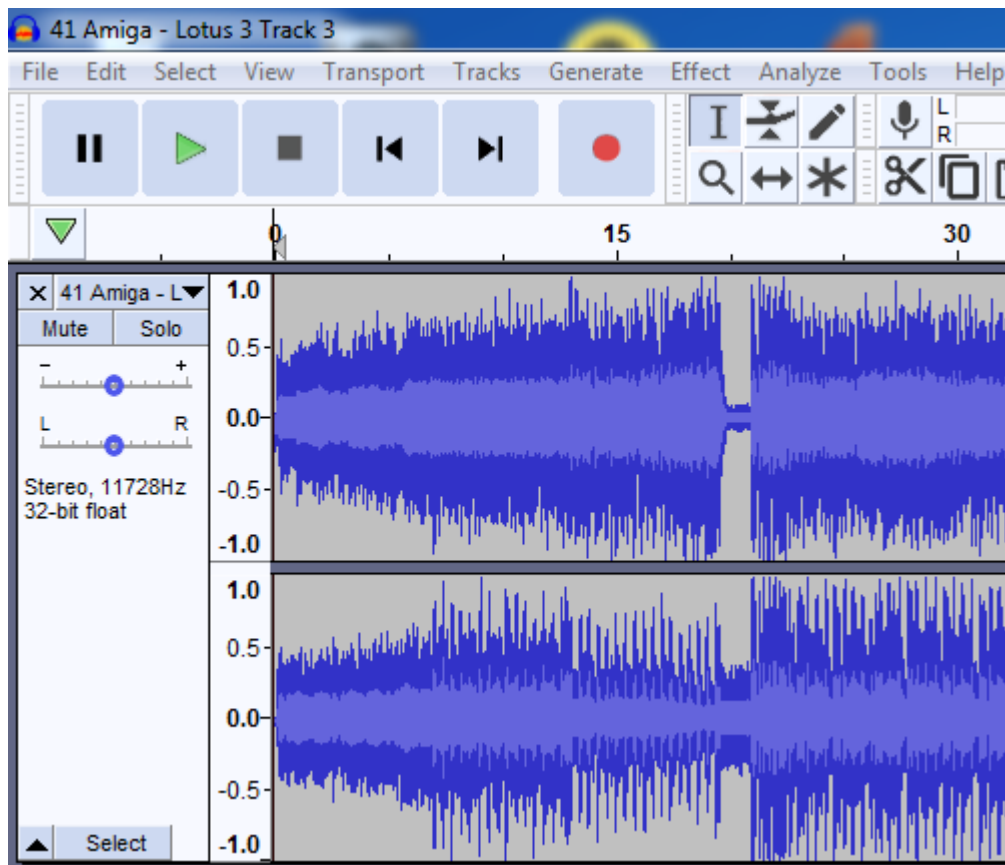 41 Amiga - Lotus 3 Track 3
File Edit Select View Transport Tracks Generate Effect Analyze Tools Help
L
R
0 15 30
X 41 Amiga - L
Mute Solo
- +
L R
Stereo, 11728Hz
32-bit float
Select
1.0
0.5-
0.0-
-0.5-
-1.0
1.0
0.5-
0.0-
-0.5-
-1.0